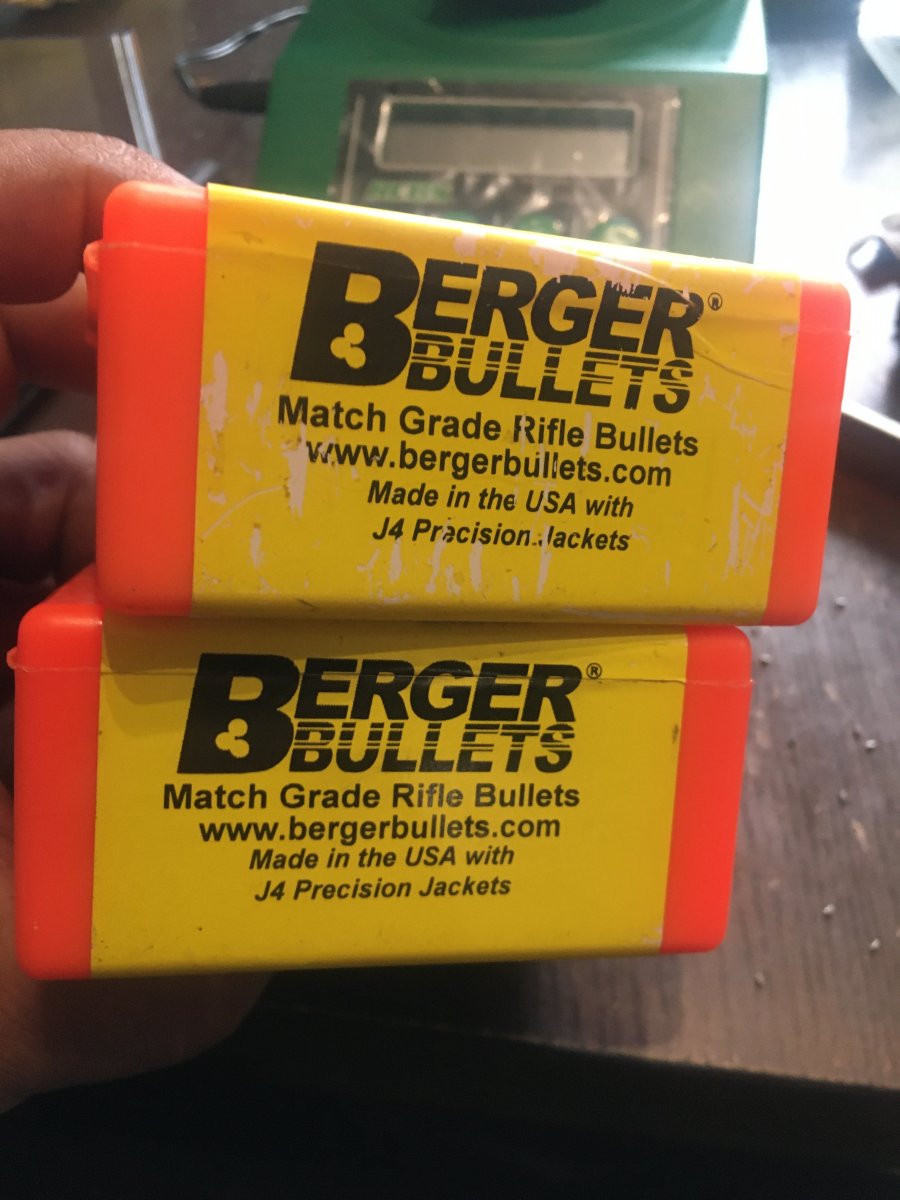 BERGER®
BULLETS
Match Grade Rifle Bullets
www.bergerbullets.com
Made in the USA with
J4 Precision Jackets
BERGER®
BULLETS
Match Grade Rifle Bullets
www.bergerbullets.com
Made in the USA with
J4 Precision Jackets